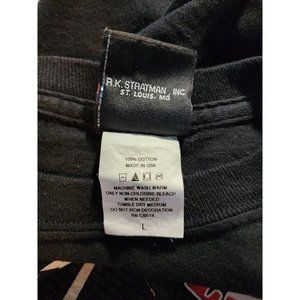 R.K. STRATMAN, INC
ST. LOUIS, MO
100% COTTON
MADE IN USA
MACHINE WASH WARM
ONLY NON-CHLORINE BLEACH
WHEN NEEDED
TUMBLE DRY MEDIUM
DO NOT IRON DECORATION
RN 129514
L